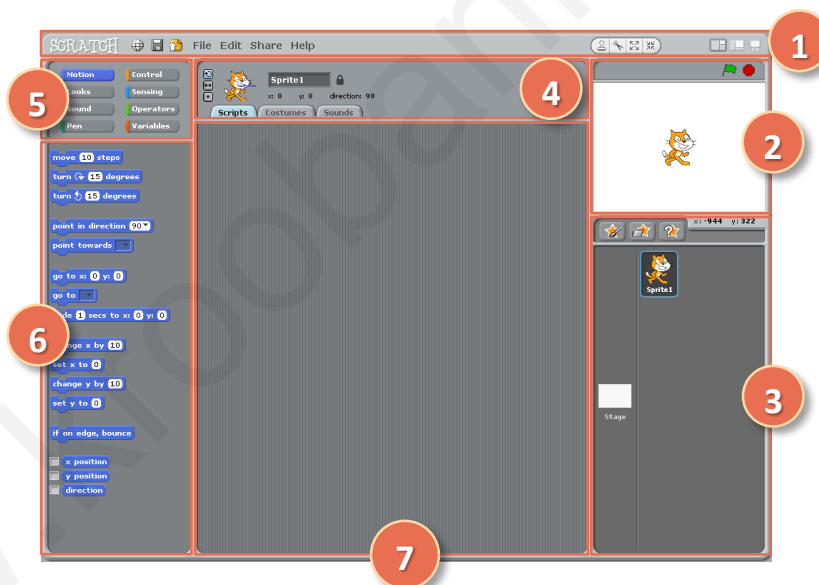 SCRATCH File Edit Share Help
1
Motion Control
Looks Sensing
Sound Operators
Pen Variables
5
Sprite1
x: 0 y: 0 direction: 90
Scripts Costumes Sounds
4
2
move 10 steps
turn 15 degrees
turn 15 degrees
point in direction 90
point towards
go to x: 0 y: 0
go to
1 secs to x: 0 y: 0
6
x by 10
set x to 0
change y by 10
set y to 0
if on edge, bounce
x position
y position
direction
x: -944 y: 322
Sprite1
Stage
3
7